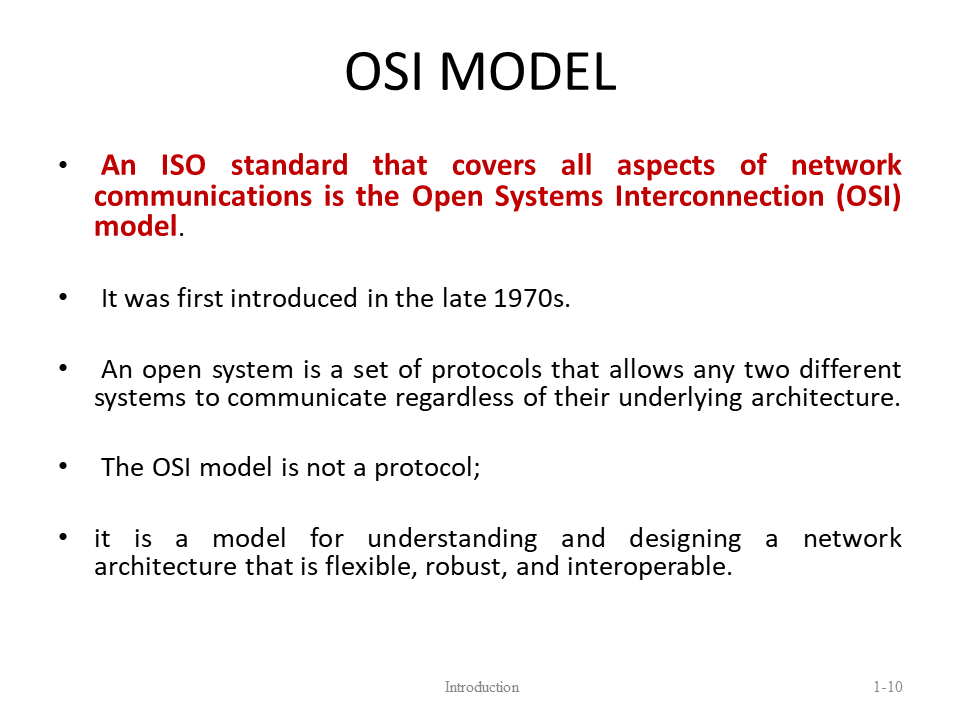 OSI MODEL
• An ISO standard that covers all aspects of network
communications is the Open Systems Interconnection (OSI)
model.
• It was first introduced in the late 1970s.
• An open system is a set of protocols that allows any two different
systems to communicate regardless of their underlying architecture.
• The OSI model is not a protocol;
• it is a model for understanding and designing a network
architecture that is flexible, robust, and interoperable.
Introduction
1-10